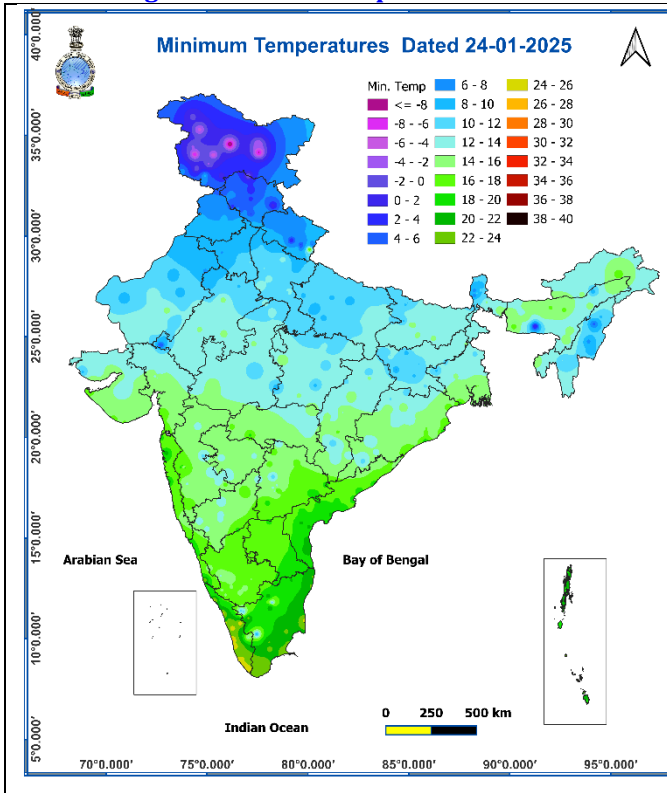 Minimum Temperatures Dated 24-01-2025
Min. Temp
<= -8
-8 - -6
-6 - -4
-4 - -2
-2 - 0
0 - 2
2 - 4
4 - 6
6 - 8
8 - 10
10 - 12
12 - 14
14 - 16
16 - 18
18 - 20
20 - 22
22 - 24
24 - 26
26 - 28
28 - 30
30 - 32
32 - 34
34 - 36
36 - 38
38 - 40
40°0.000'
35°0.000'
30°0.000'
25°0.000'
20°0.000'
15°0.000'
10°0.000'
5°0.000'
Arabian Sea
Bay of Bengal
Indian Ocean
0 250 500 km
70°0.000' 75°0.000' 80°0.000' 85°0.000' 90°0.000' 95°0.000'